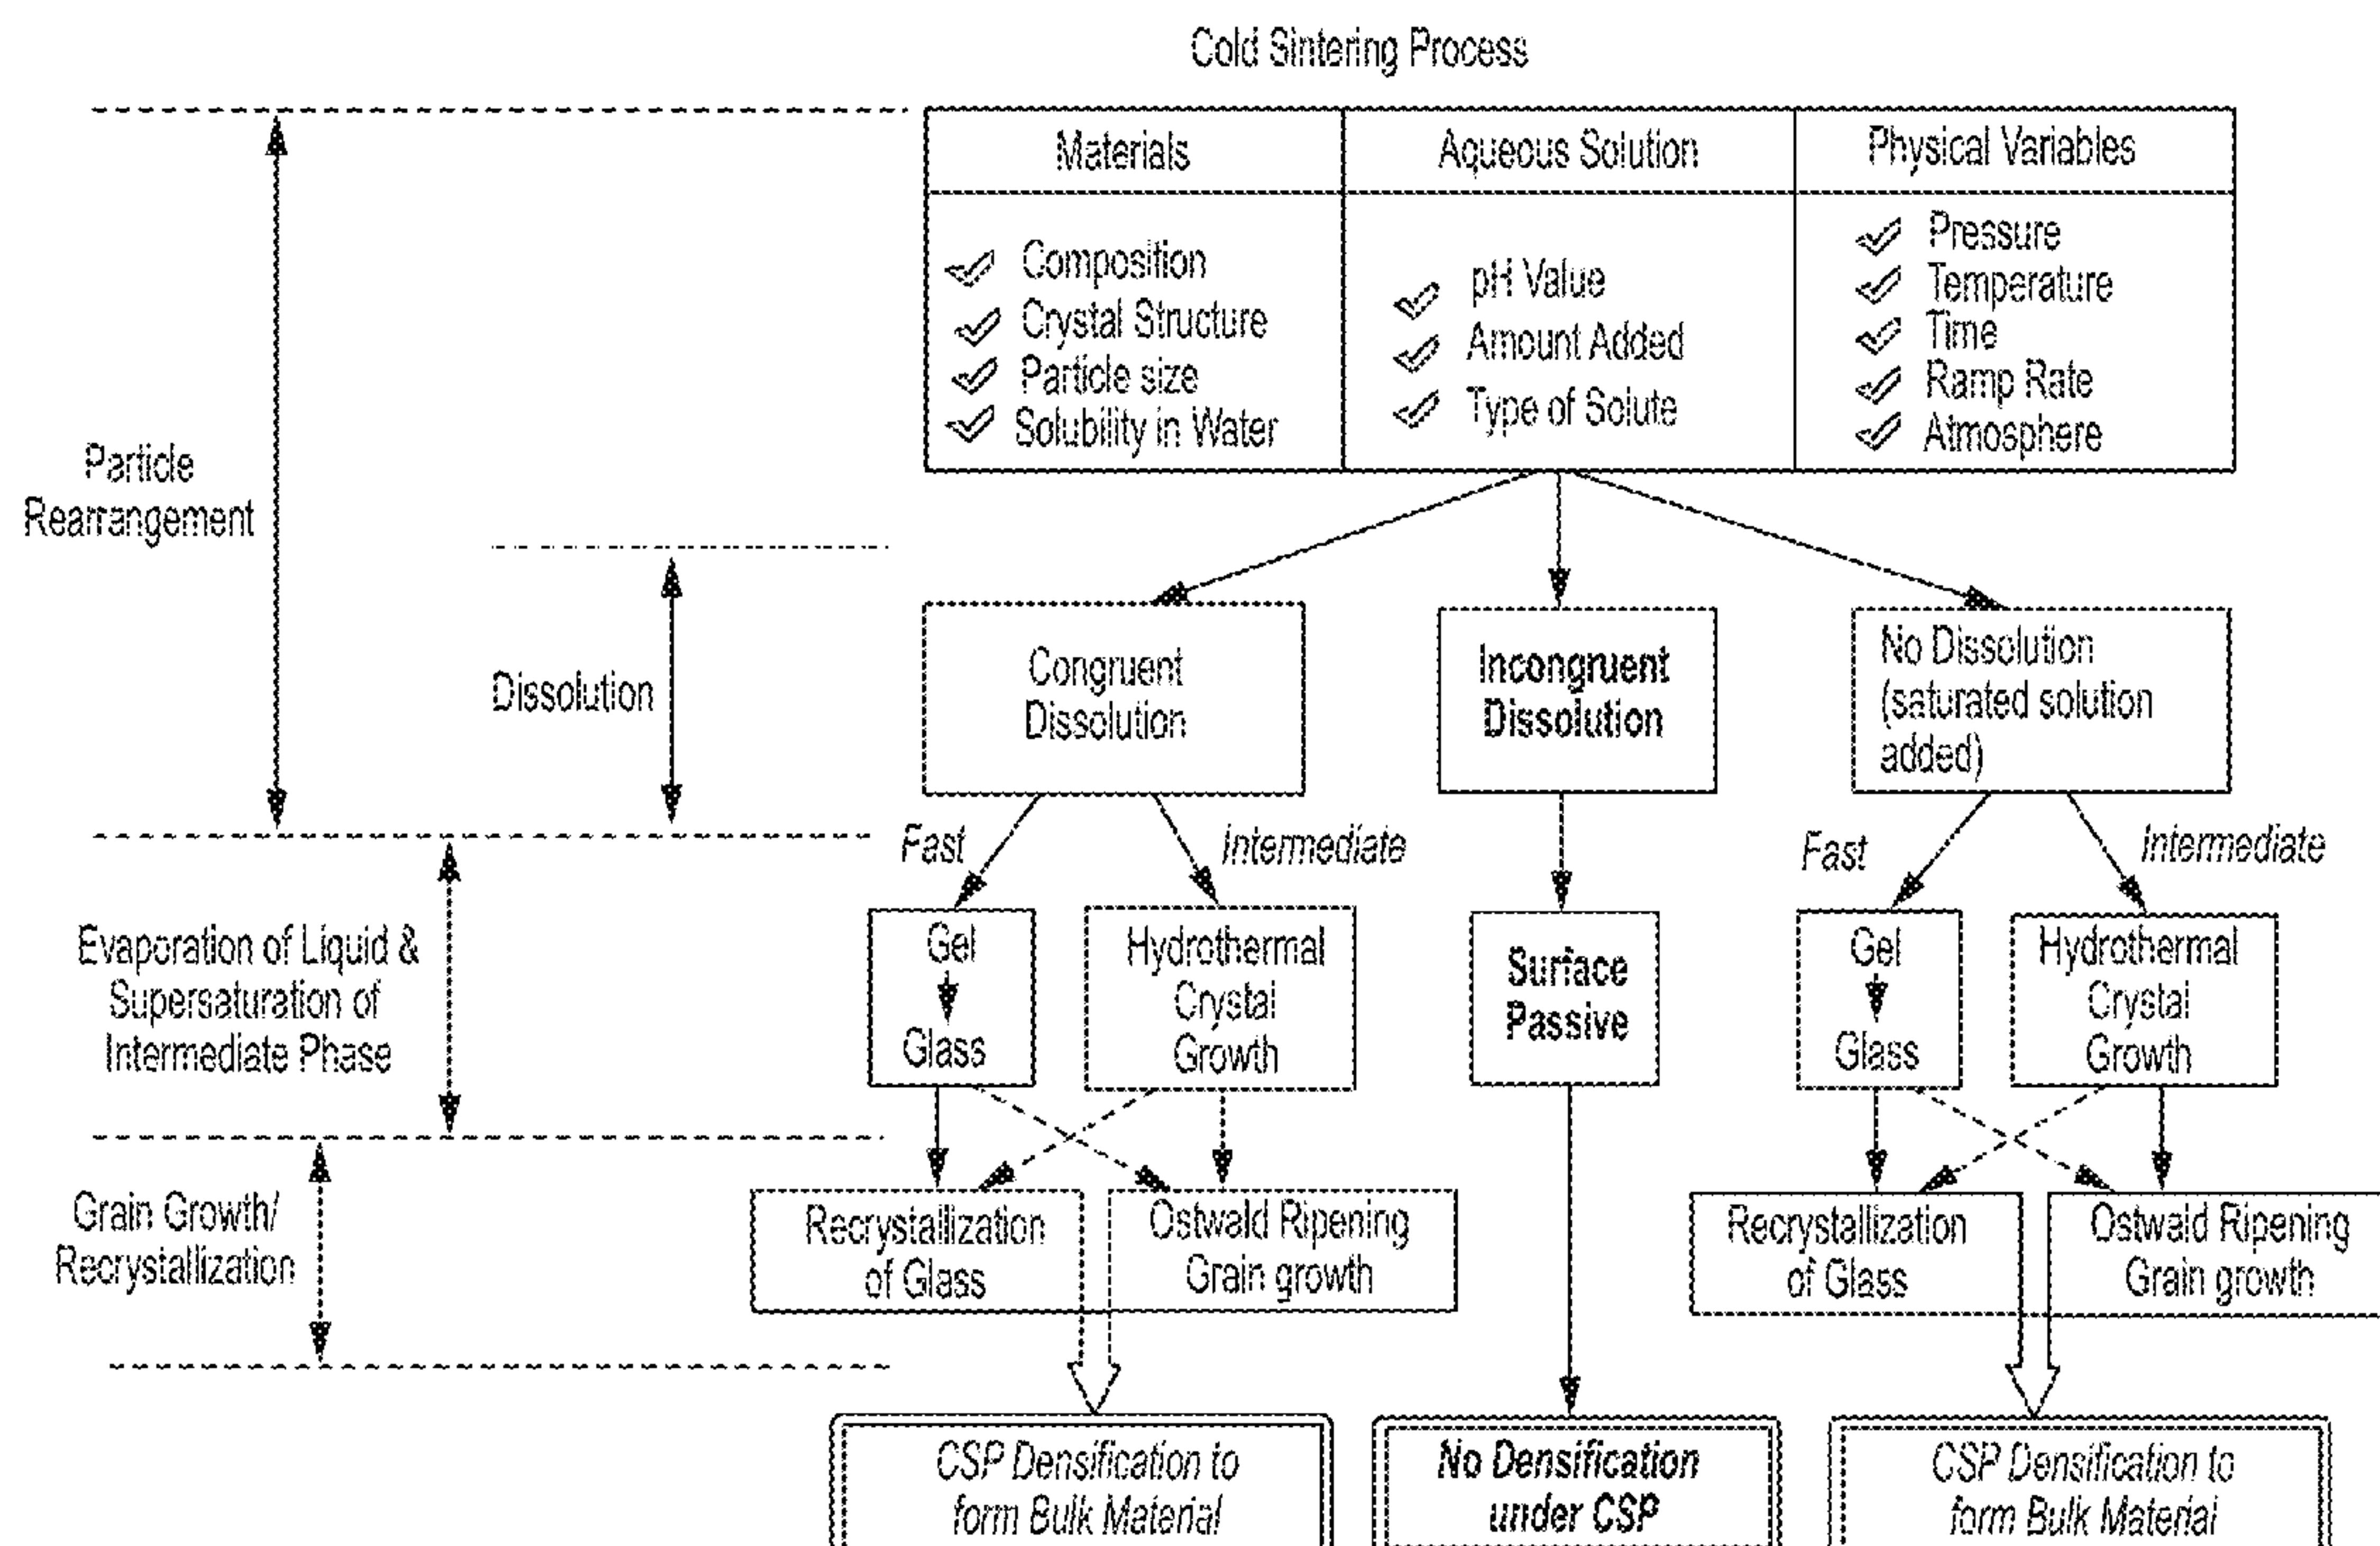 Cold Sintering Process
Materials
Aqueous Solution
Physical Variables
Composition
Crystal Structure
Particle size
Solubility in Water
pH Value
Amount Added
Type of Solute
Pressure
Temperature
Time
Ramp Rate
Atmosphere
Particle
Rearrangement
Dissolution
Congruent
Dissolution
Incongruent
Dissolution
No Dissolution
(saturated solution
added)
Fast
Intermediate
Fast
Intermediate
Evaporation of Liquid &
Supersaturation of
Intermediate Phase
Gel
Glass
Hydrothermal
Crystal
Growth
Surface
Passive
Gel
Glass
Hydrothermal
Crystal
Growth
Grain Growth/
Recrystallization
Recrystallization
of Glass
Ostwald Ripening
Grain growth
Recrystallization
of Glass
Ostwald Ripening
Grain growth
CSP Densification to
form Bulk Material
No Densification
under CSP
CSP Densification to
form Bulk Material